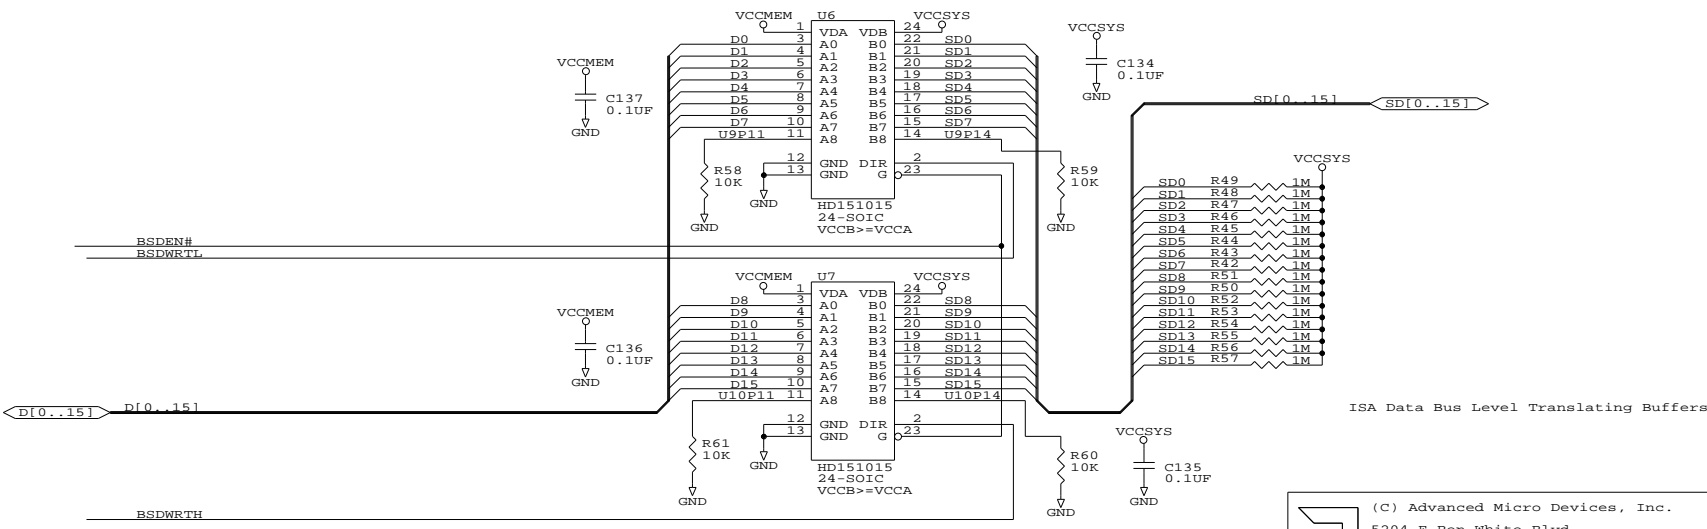 VCCMEM U6 VCCSYS
1 VDA VDB 24
D0 3 A0 B0 22 SD0
D1 4 A1 B1 21 SD1
D2 5 A2 B2 20 SD2
D3 6 A3 B3 19 SD3
D4 7 A4 B4 18 SD4
D5 8 A5 B5 17 SD5
D6 9 A6 B6 16 SD6
D7 10 A7 B7 15 SD7
U9P11 11 A8 B8 14 U9P14
12 GND DIR 2
13 GND G 23
HD151015
24-SOIC
VCCB>=VCCA
VCCMEM
C137
0.1UF
GND
R58
10K
GND
GND
R59
10K
GND
VCCSYS
C134
0.1UF
GND
SD[0..15] SD[0..15]
VCCSYS
SD0 R49 1M
SD1 R48 1M
SD2 R47 1M
SD3 R46 1M
SD4 R45 1M
SD5 R44 1M
SD6 R43 1M
SD7 R42 1M
SD8 R51 1M
SD9 R50 1M
SD10 R52 1M
SD11 R53 1M
SD12 R54 1M
SD13 R55 1M
SD14 R56 1M
SD15 R57 1M
BSDEN#
BSDWRTL
VCCMEM U7 VCCSYS
1 VDA VDB 24
D8 3 A0 B0 22 SD8
D9 4 A1 B1 21 SD9
D10 5 A2 B2 20 SD10
D11 6 A3 B3 19 SD11
D12 7 A4 B4 18 SD12
D13 8 A5 B5 17 SD13
D14 9 A6 B6 16 SD14
D15 10 A7 B7 15 SD15
U10P11 11 A8 B8 14 U10P14
12 GND DIR 2
13 GND G 23
HD151015
24-SOIC
VCCB>=VCCA
VCCMEM
C136
0.1UF
GND
D[0..15] D[0..15]
R61
10K
GND
GND
R60
10K
GND
VCCSYS
C135
0.1UF
GND
BSDWRTH
ISA Data Bus Level Translating Buffers
(C) Advanced Micro Devices, Inc.
5204 E Ben White Blvd